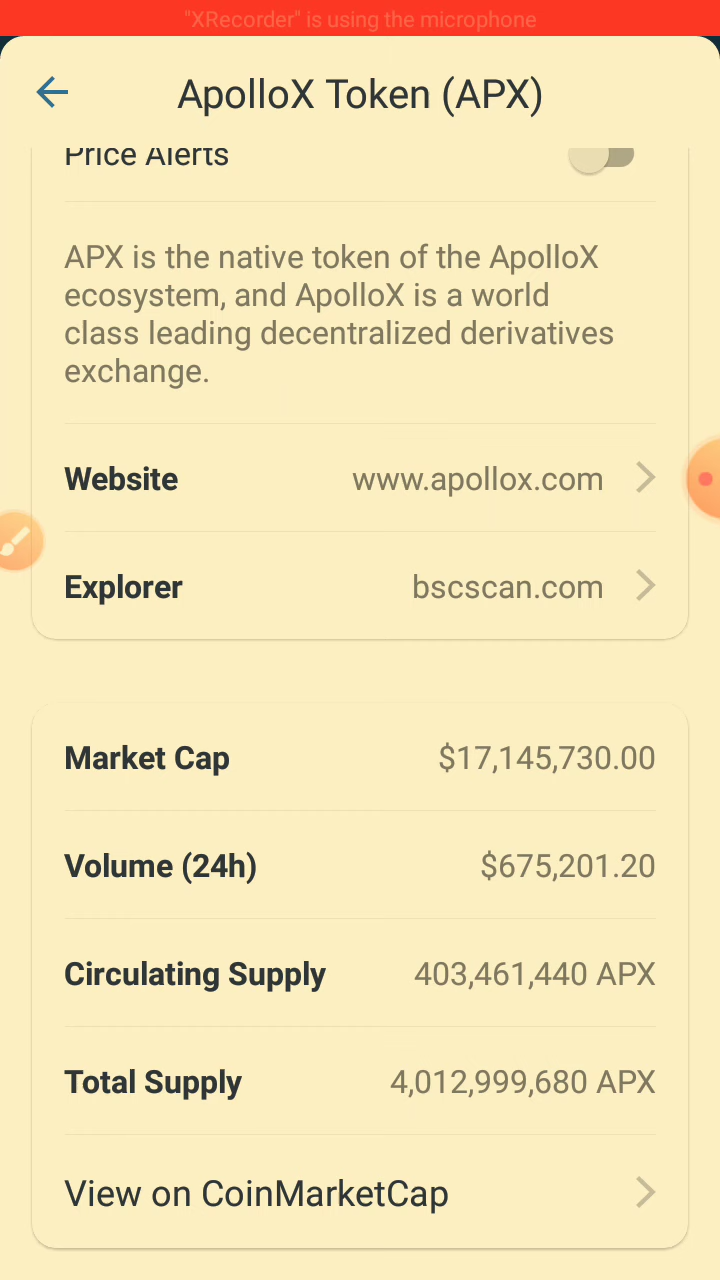 "XRecorder" is using the microphone
ApolloX Token (APX)
Price Alerts
APX is the native token of the ApolloX
ecosystem, and ApolloX is a world
class leading decentralized derivatives
exchange.
Website www.apollox.com
Explorer bscscan.com
Market Cap $17,145,730.00
Volume (24h) $675,201.20
Circulating Supply 403,461,440 APX
Total Supply 4,012,999,680 APX
View on CoinMarketCap